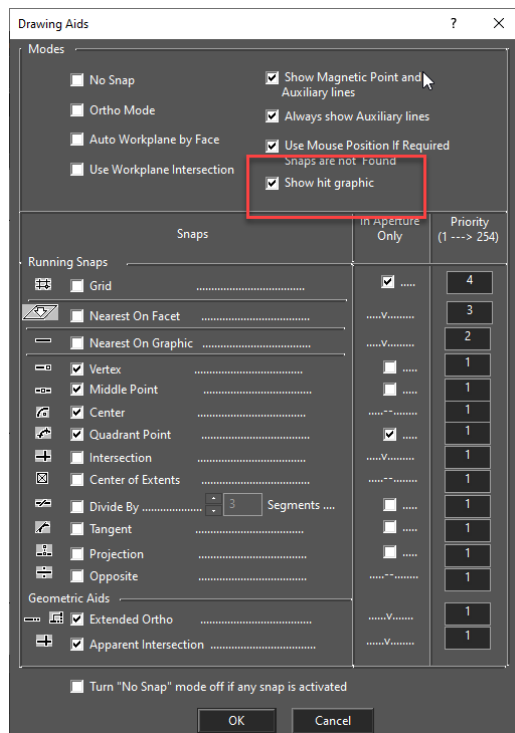 Drawing Aids ? ×
Modes
No Snap
Show Magnetic Point and
Auxiliary lines
Ortho Mode
Always show Auxiliary lines
Auto Workplane by Face
Use Mouse Position If Required
Snaps are not Found
Use Workplane Intersection
Show hit graphic
Snaps
In Aperture
Only
Priority
(1 ---> 254)
Running Snaps
Grid .................................... ..... 4
Nearest On Facet .................................... .....v......... 3
Nearest On Graphic .................................... .....v......... 2
Vertex .................................... ..... 1
Middle Point .................................... ..... 1
Center .................................... .....--........ 1
Quadrant Point .................................... ..... 1
Intersection .................................... .....v......... 1
Center of Extents .................................... .....--........ 1
Divide By .................... 3 Segments .... ..... 1
Tangent .................................... ..... 1
Projection .................................... ..... 1
Opposite .................................... .....--........ 1
Geometric Aids
Extended Ortho .................................... ......v........ 1
Apparent Intersection .................................... ......v........ 1
Turn "No Snap" mode off if any snap is activated
OK Cancel